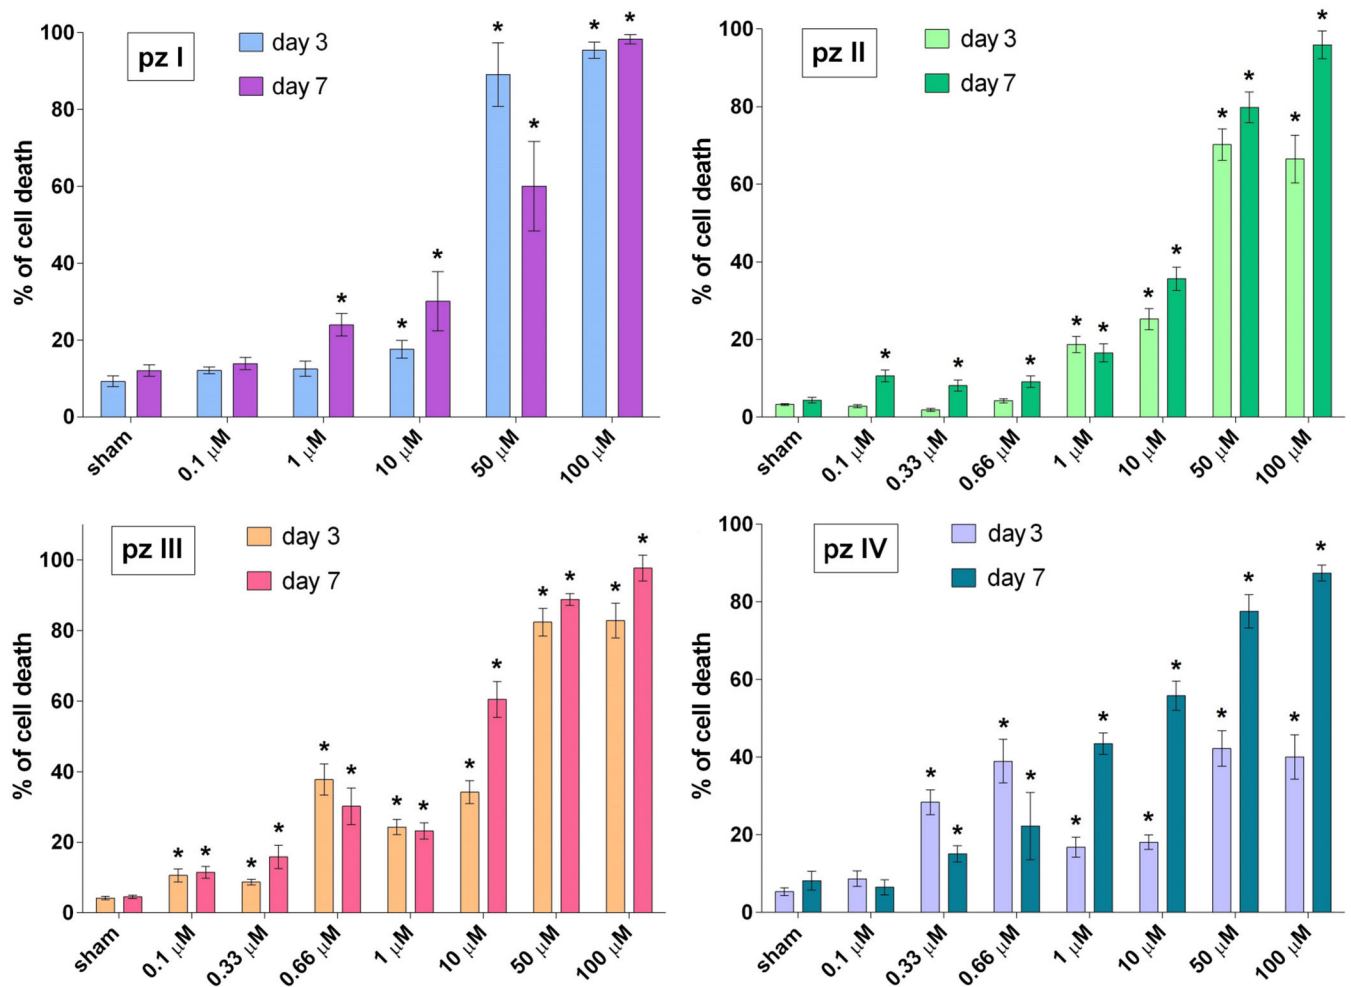 pz I
day 3
day 7
% of cell death
100
80
60
40
20
0
* * * * * * *
sham 0.1 μM 1 μM 10 μM 50 μM 100 μM
pz II
day 3
day 7
% of cell death
100
80
60
40
20
0
* * * * * * * * * * *
sham 0.1 μM 0.33 μM 0.66 μM 1 μM 10 μM 50 μM 100 μM
pz III
day 3
day 7
% of cell death
100
80
60
40
20
0
* * * * * * * * * * * * * *
sham 0.1 μM 0.33 μM 0.66 μM 1 μM 10 μM 50 μM 100 μM
pz IV
day 3
day 7
% of cell death
100
80
60
40
20
0
* * * * * * * * * * * *
sham 0.1 μM 0.33 μM 0.66 μM 1 μM 10 μM 50 μM 100 μM